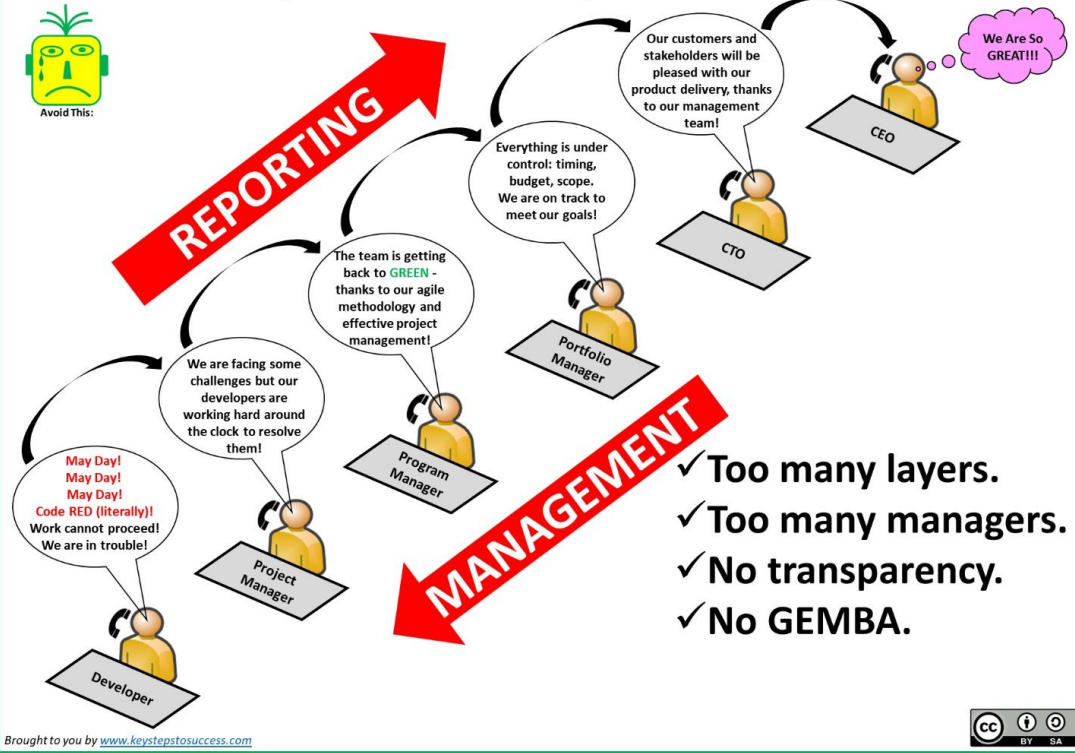 Avoid This:
REPORTING
We Are So
GREAT!!!
Our customers and
stakeholders will be
pleased with our
product delivery, thanks
to our management
team!
CEO
Everything is under
control: timing,
budget, scope.
We are on track to
meet our goals!
CTO
The team is getting
back to GREEN -
thanks to our agile
methodology and
effective project
management!
Portfolio
Manager
We are facing some
challenges but our
developers are
working hard around
the clock to resolve
them!
Program
Manager
May Day!
May Day!
May Day!
Code RED (literally)!
Work cannot proceed!
We are in trouble!
Project
Manager
Developer
MANAGEMENT
✓Too many layers.
✓Too many managers.
✓No transparency.
✓No GEMBA.
Brought to you by www.keystepstosuccess.com
cc
BY SA